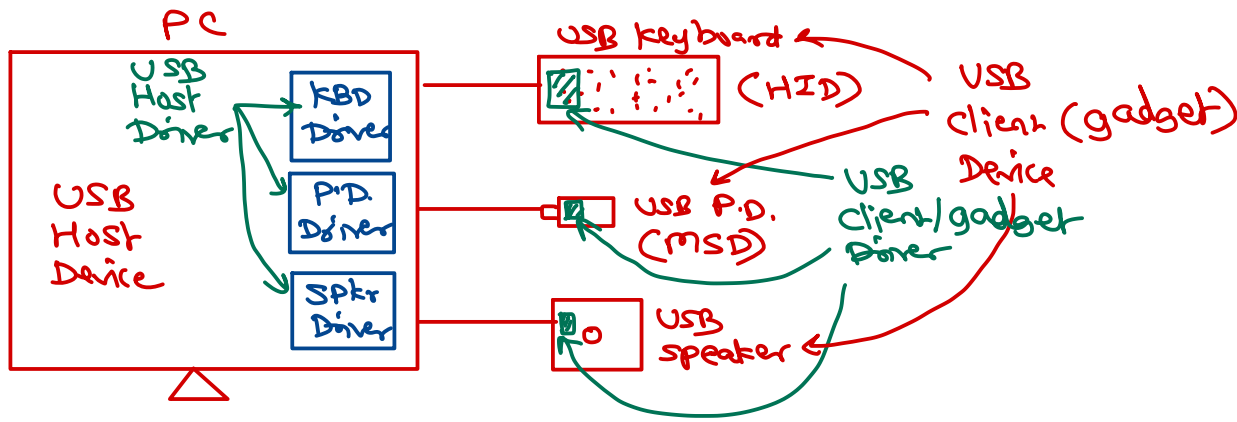 PC
USB
Host
Driver
KBD
Driver
P.D.
Driver
Spkr
Driver
USB
Host
Device
USB Keyboard
(HID)
USB P.D.
(MSD)
USB
Speaker
USB
Client (gadget)
Device
USB
Client/gadget
Driver